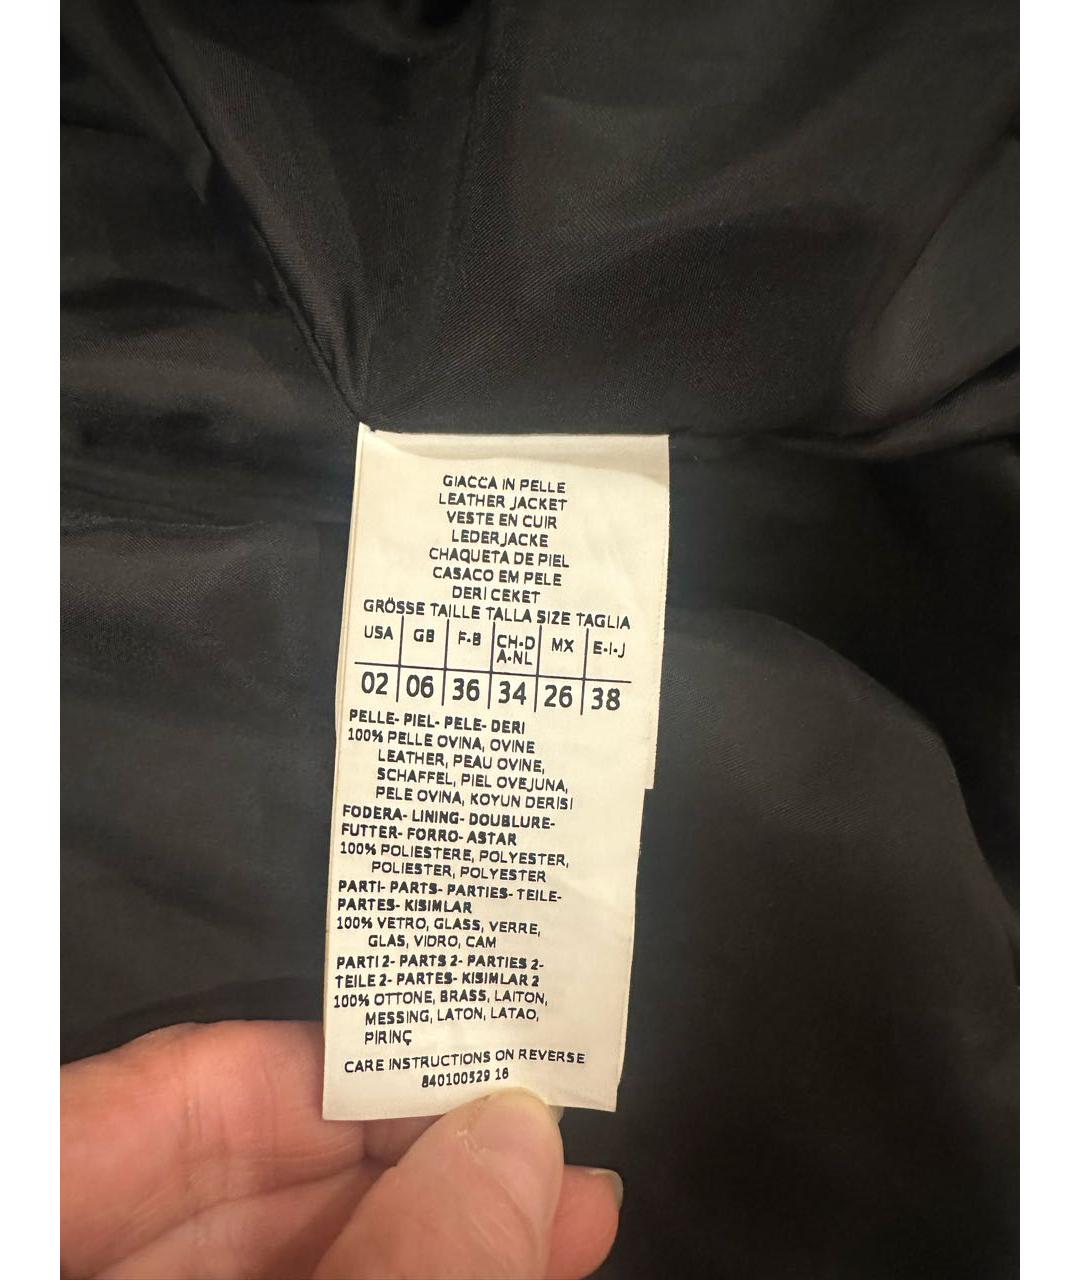 GIACCA IN PELLE
LEATHER JACKET
VESTE EN CUIR
LEDERJACKE
CHAQUETA DE PIEL
CASACO EM PELE
DERI CEKET
GRÖSSE TAILLE TALLA SIZE TAGLIA
USA GB F-B CH-D A-NL MX E-I-J
02 06 36 34 26 38
PELLE- PIEL- PELE- DERI
100% PELLE OVINA, OVINE
LEATHER, PEAU OVINE,
SCHAFFEL, PIEL OVEJUNA,
PELE OVINA, KOYUN DERISI
FODERA- LINING- DOUBLURE-
FUTTER- FORRO- ASTAR
100% POLIESTERE, POLYESTER,
POLIESTER, POLYESTER
PARTI- PARTS- PARTIES- TEILE-
PARTES- KISIMLAR
100% VETRO, GLASS, VERRE,
GLAS, VIDRO, CAM
PARTI 2- PARTS 2- PARTIES 2-
TEILE 2- PARTES- KISIMLAR 2
100% OTTONE, BRASS, LAITON,
MESSING, LATON, LATAO,
PIRINÇ
CARE INSTRUCTIONS ON REVERSE
840100529 16